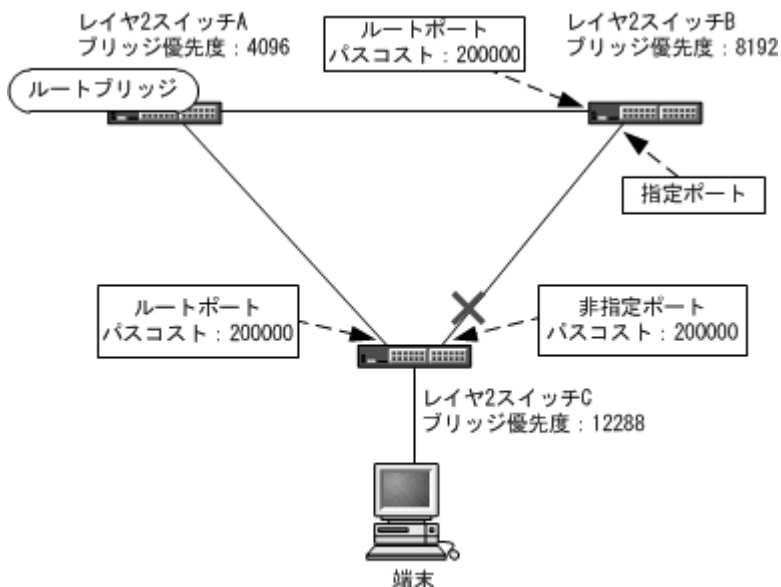 レイヤ2スイッチA
ブリッジ優先度：4096
ルートブリッジ
ルートポート
パスコスト：200000
レイヤ2スイッチB
ブリッジ優先度：8192
指定ポート
ルートポート
パスコスト：200000
非指定ポート
パスコスト：200000
レイヤ2スイッチC
ブリッジ優先度：12288
端末